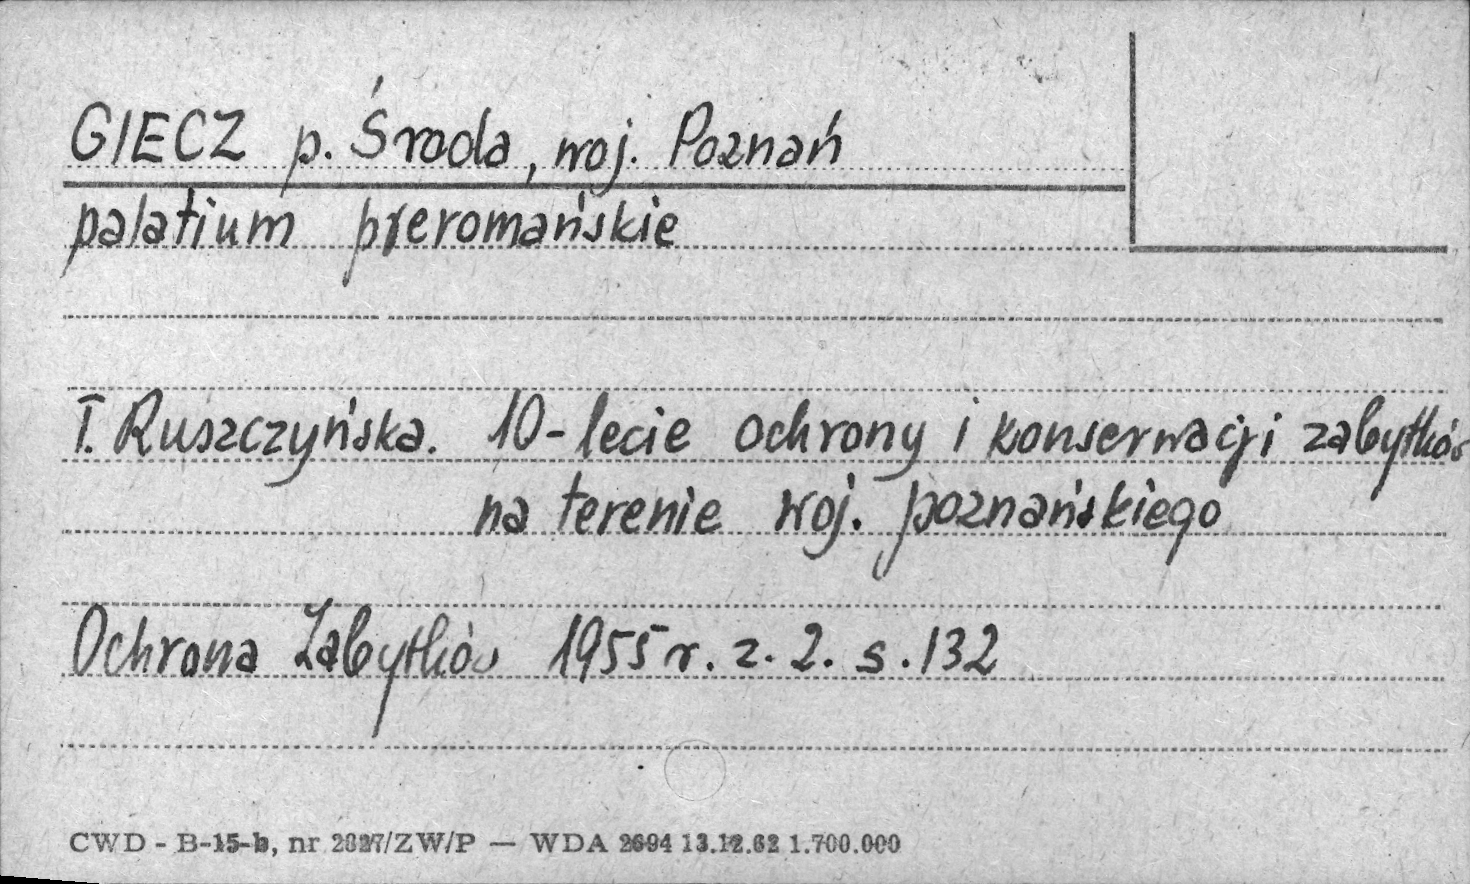 GIECZ p. Środa, woj. Poznań
palatium preromańskie
T. Ruszczyńska. 10-lecie ochrony i konserwacji zabytków
na terenie woj. poznańskiego
Ochrona Zabytków 1955 r. z. 2. s. 132
CWD - B-15-b, nr 2827/ZW/P — WDA 2694 13.12.62 1.700.000